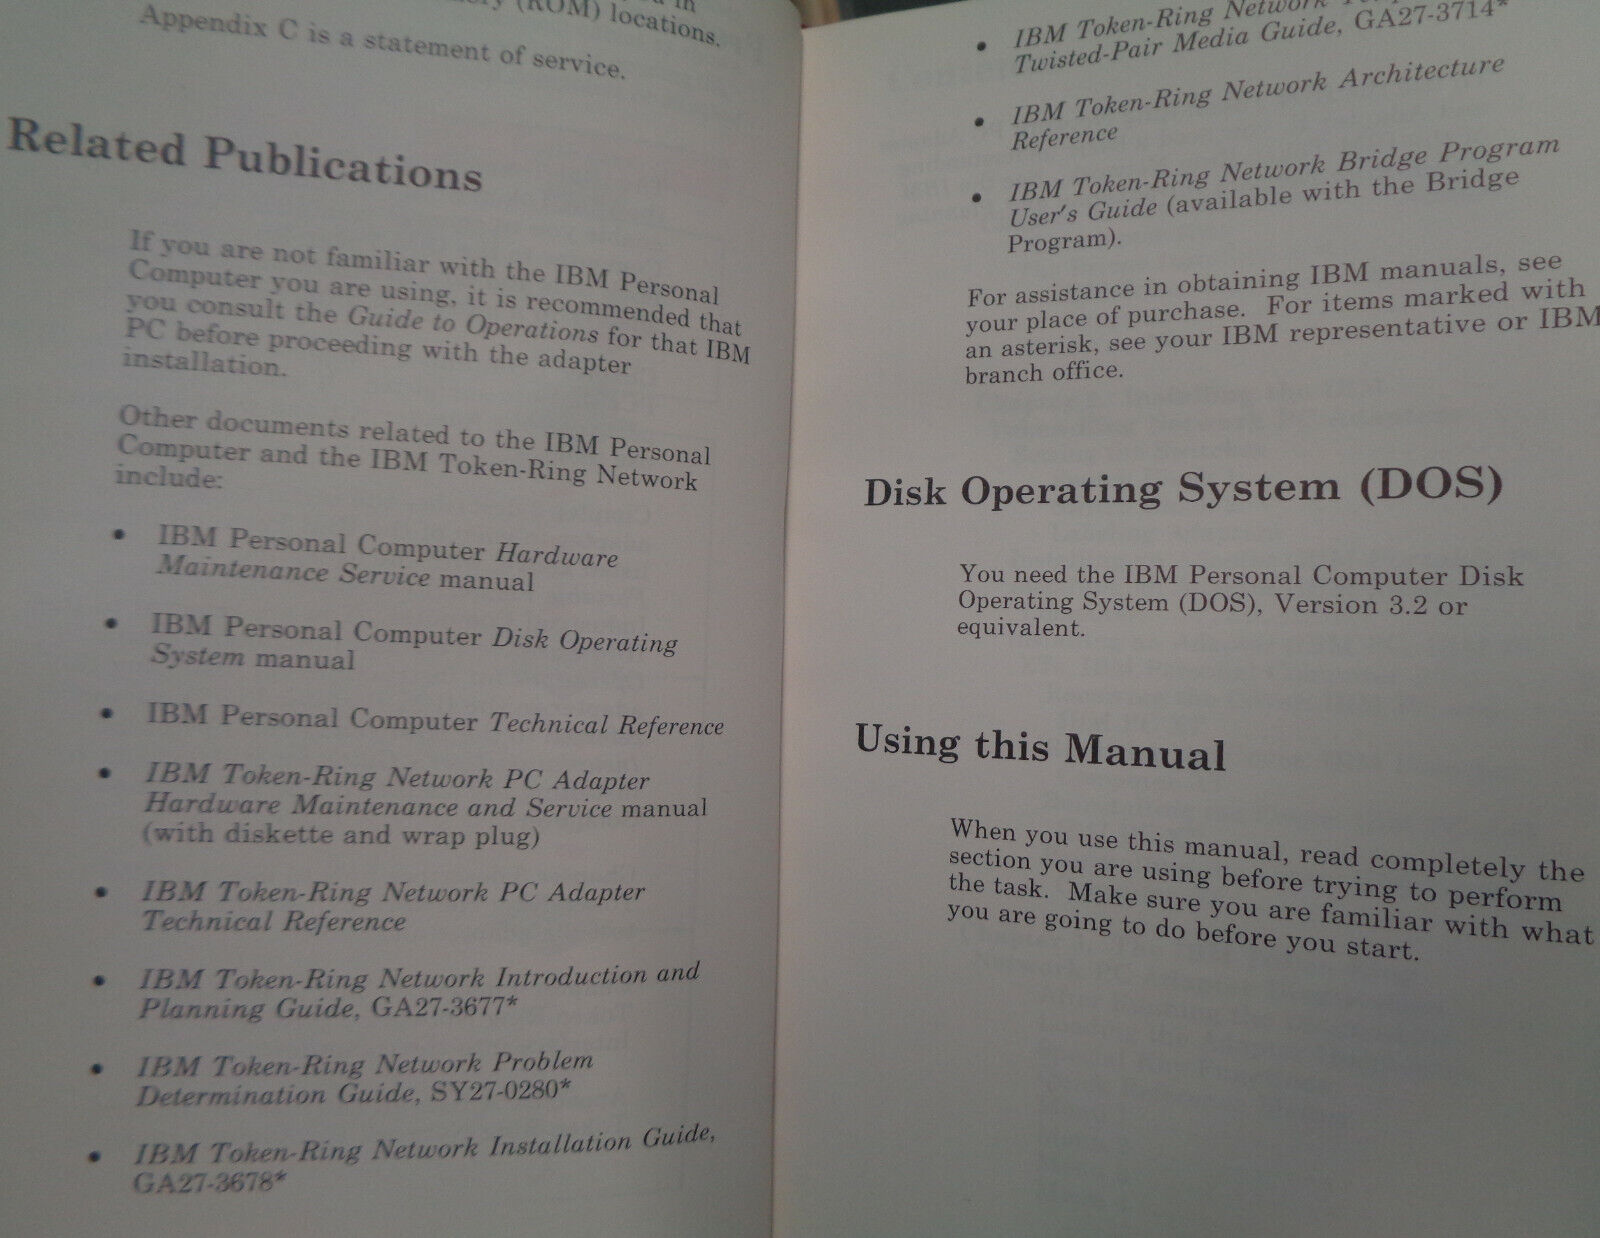 (ROM) locations.
Appendix C is a statement of service.
Related Publications
If you are not familiar with the IBM Personal
Computer you are using, it is recommended that
you consult the Guide to Operations for that IBM
PC before proceeding with the adapter
installation.
Other documents related to the IBM Personal
Computer and the IBM Token-Ring Network
include:
• IBM Personal Computer Hardware
Maintenance Service manual
• IBM Personal Computer Disk Operating
System manual
• IBM Personal Computer Technical Reference
• IBM Token-Ring Network PC Adapter
Hardware Maintenance and Service manual
(with diskette and wrap plug)
• IBM Token-Ring Network PC Adapter
Technical Reference
• IBM Token-Ring Network Introduction and
Planning Guide, GA27-3677*
• IBM Token-Ring Network Problem
Determination Guide, SY27-0280*
• IBM Token-Ring Network Installation Guide,
GA27-3678*
• IBM Token-Ring Network
Twisted-Pair Media Guide, GA27-3714*
• IBM Token-Ring Network Architecture
Reference
• IBM Token-Ring Network Bridge Program
User's Guide (available with the Bridge
Program).
For assistance in obtaining IBM manuals, see
your place of purchase. For items marked with
an asterisk, see your IBM representative or IBM
branch office.
Disk Operating System (DOS)
You need the IBM Personal Computer Disk
Operating System (DOS), Version 3.2 or
equivalent.
Using this Manual
When you use this manual, read completely the
section you are using before trying to perform
the task. Make sure you are familiar with what
you are going to do before you start.